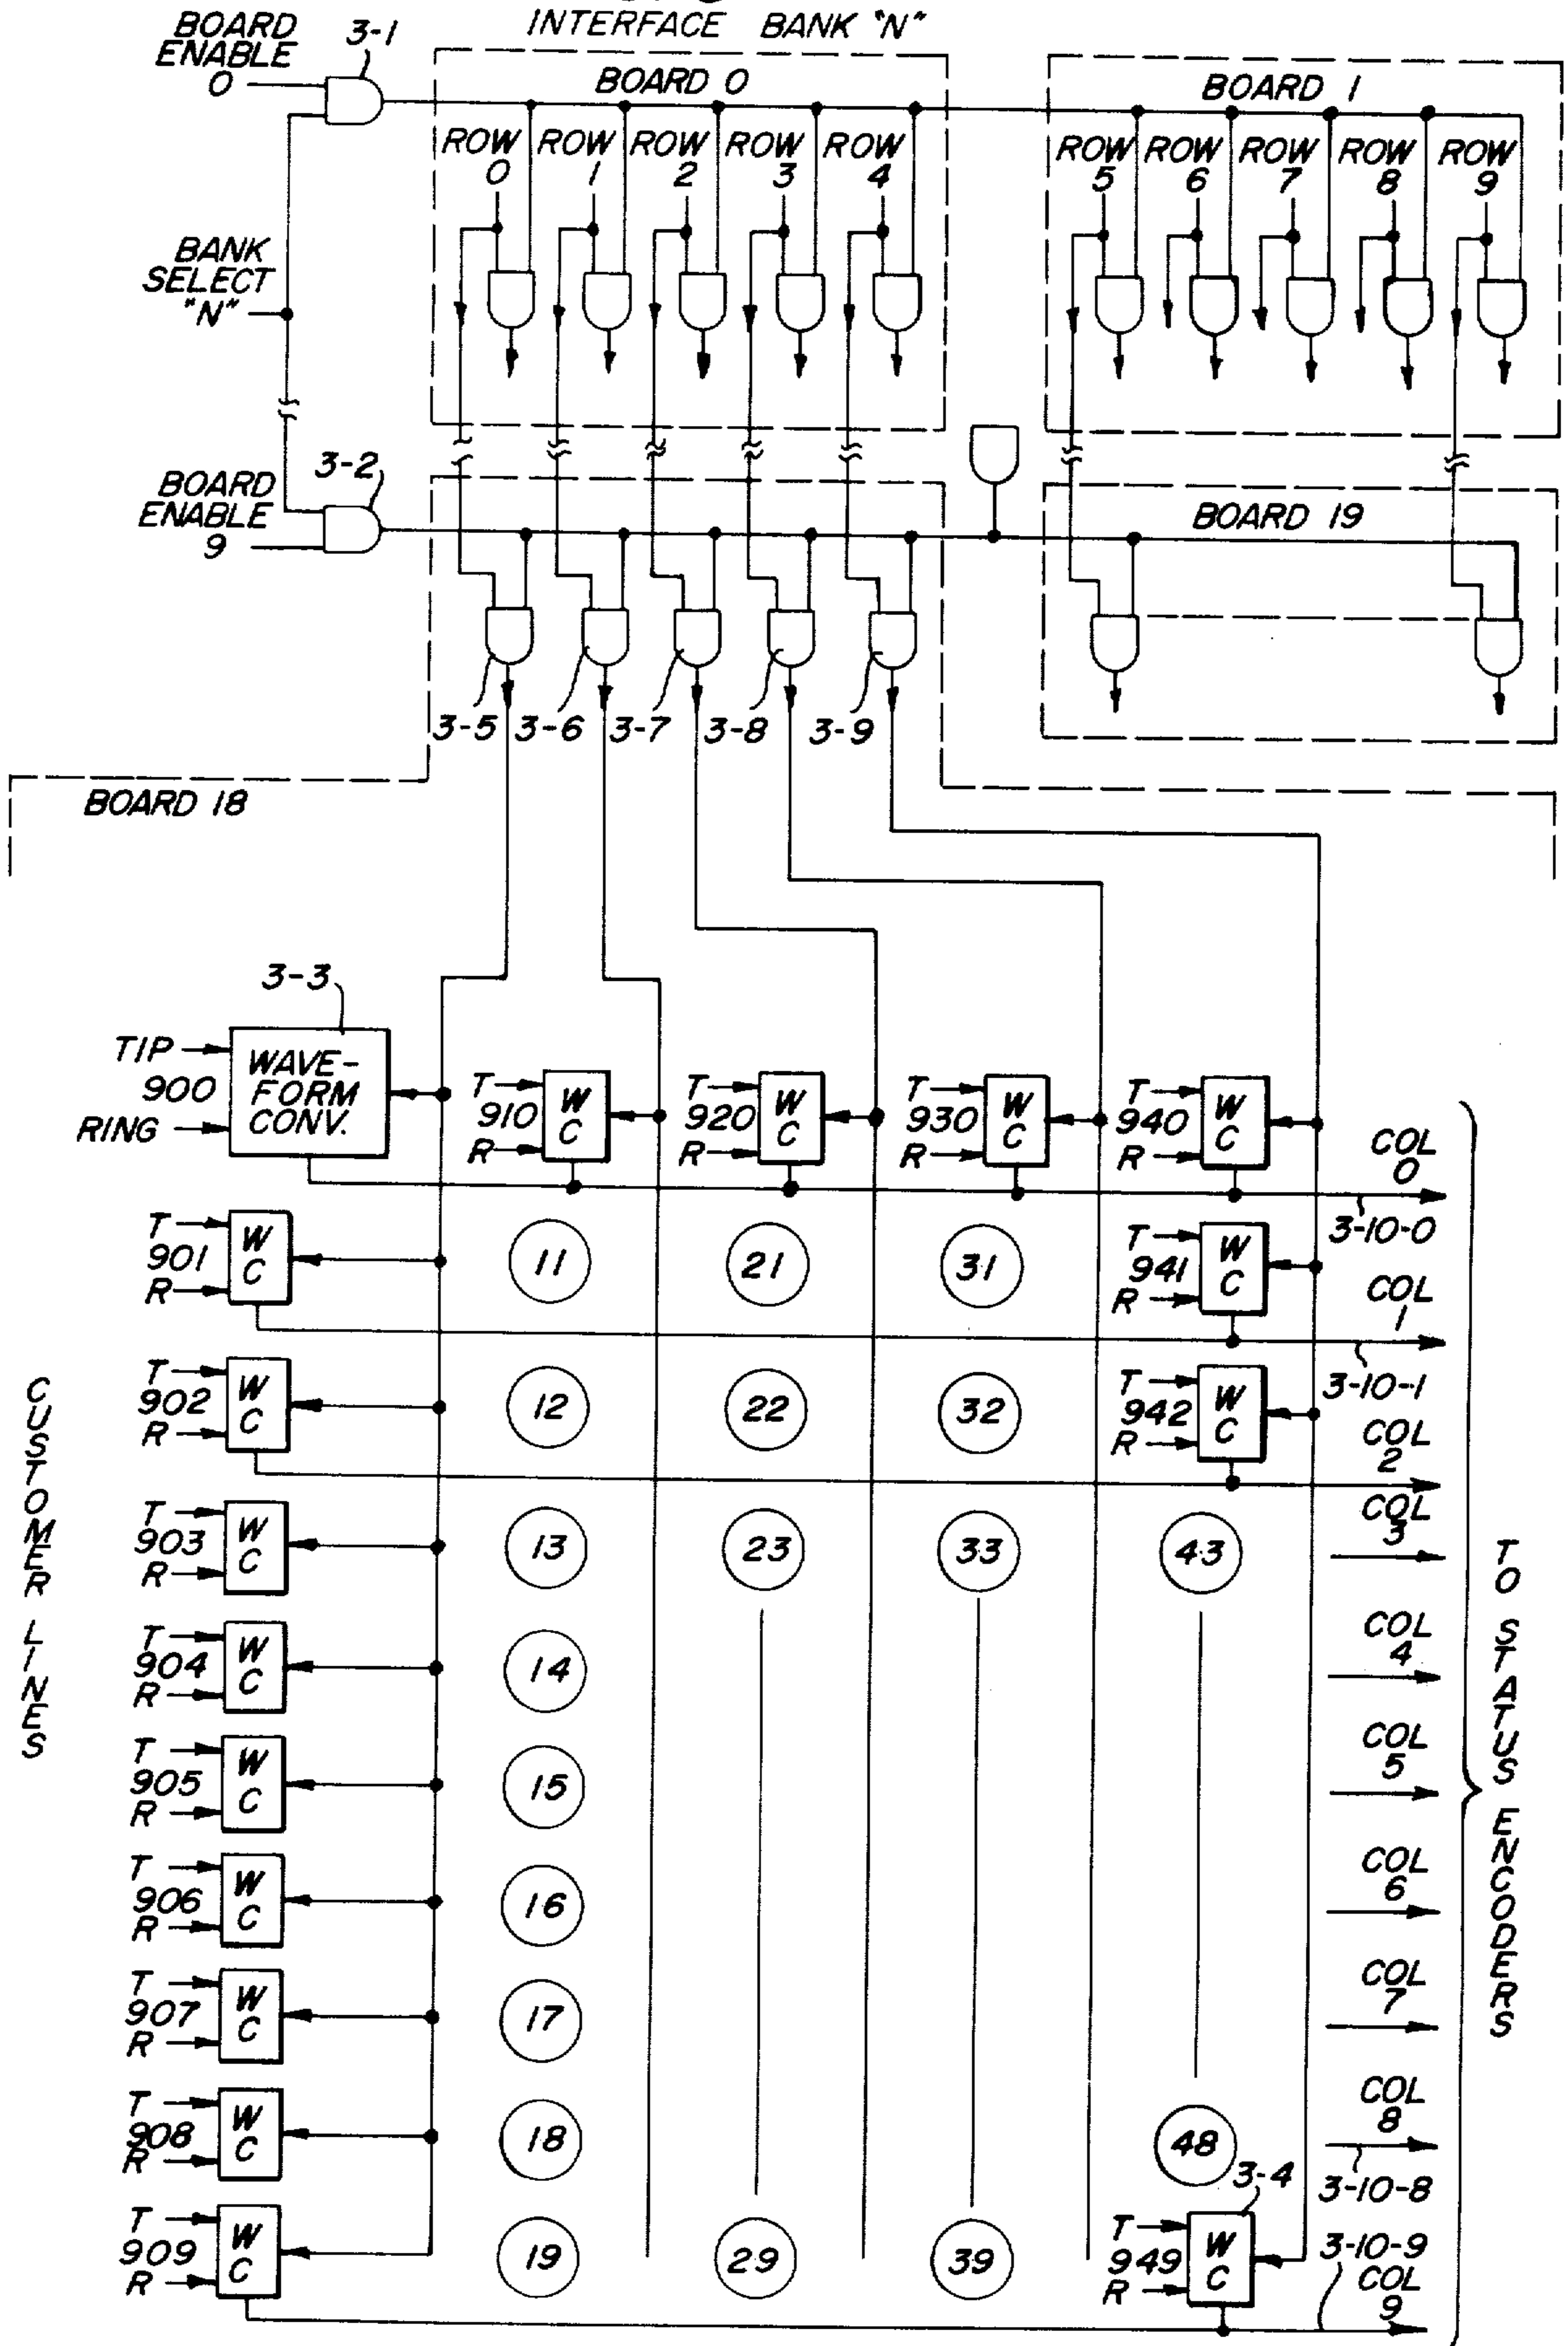 INTERFACE BANK "N"
BOARD
ENABLE
0
3-1
BOARD 0
BOARD 1
ROW
0
ROW
1
ROW
2
ROW
3
ROW
4
ROW
5
ROW
6
ROW
7
ROW
8
ROW
9
BANK
SELECT
"N"
BOARD
ENABLE
9
3-2
BOARD 19
3-5
3-6
3-7
3-8
3-9
BOARD 18
3-3
TIP
900
RING
WAVE-
FORM
CONV.
T
910
R
W
C
T
920
R
W
C
T
930
R
W
C
T
940
R
W
C
COL
0
3-10-0
T
901
R
W
C
11
21
31
T
941
R
W
C
COL
1
3-10-1
T
902
R
W
C
12
22
32
T
942
R
W
C
COL
2
T
903
R
W
C
13
23
33
43
COL
3
T
904
R
W
C
14
COL
4
T
905
R
W
C
15
COL
5
T
906
R
W
C
16
COL
6
T
907
R
W
C
17
COL
7
T
908
R
W
C
18
48
COL
8
3-10-8
T
909
R
W
C
19
29
39
3-4
T
949
R
W
C
3-10-9
COL
9
CUSTOMER LINES
TO STATUS ENCODERS